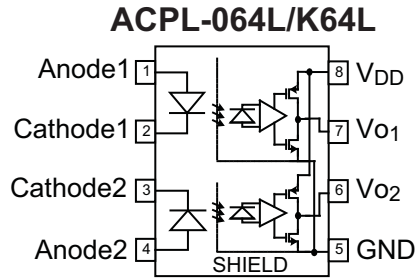 ACPL-064L/K64L
Anode1 1 8 VDD
Cathode1 2 7 Vo1
Cathode2 3 6 Vo2
Anode2 4 5 GND
SHIELD